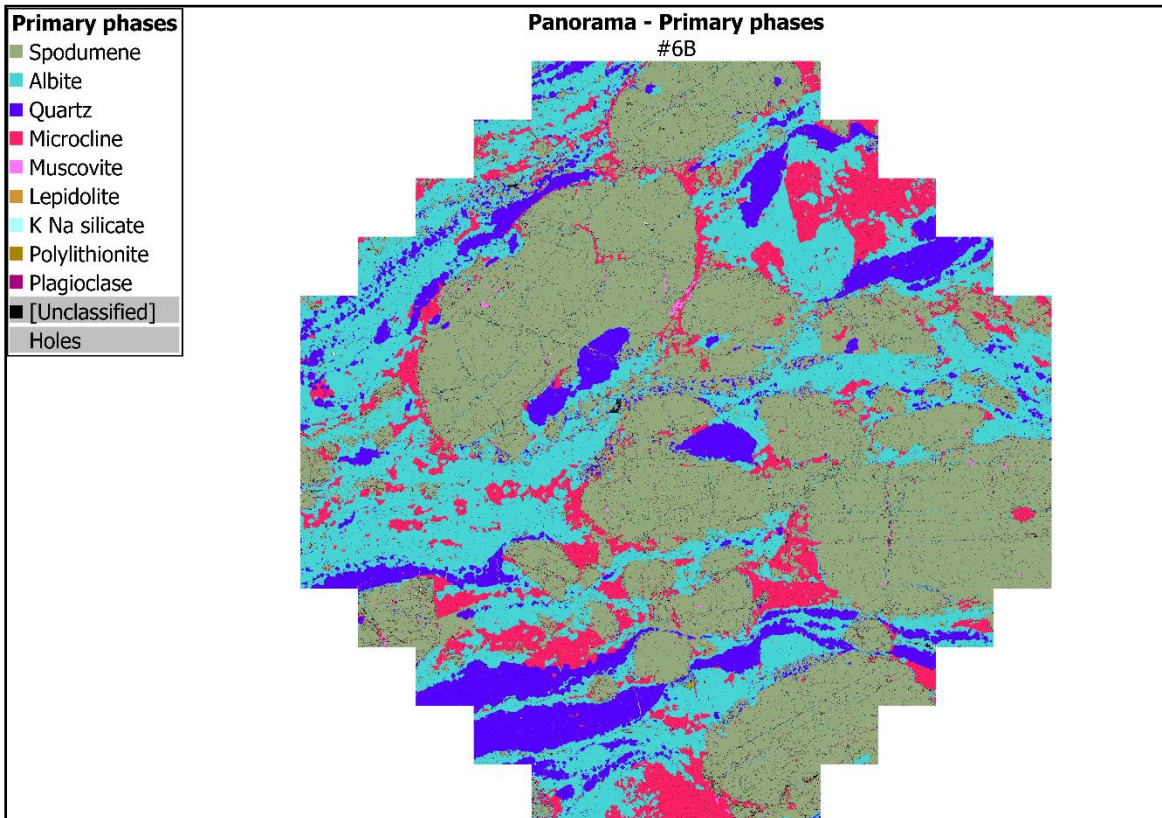 Primary phases
Spodumene
Albite
Quartz
Microcline
Muscovite
Lepidolite
K Na silicate
Polylithionite
Plagioclase
[Unclassified]
Holes
Panorama - Primary phases
#6B